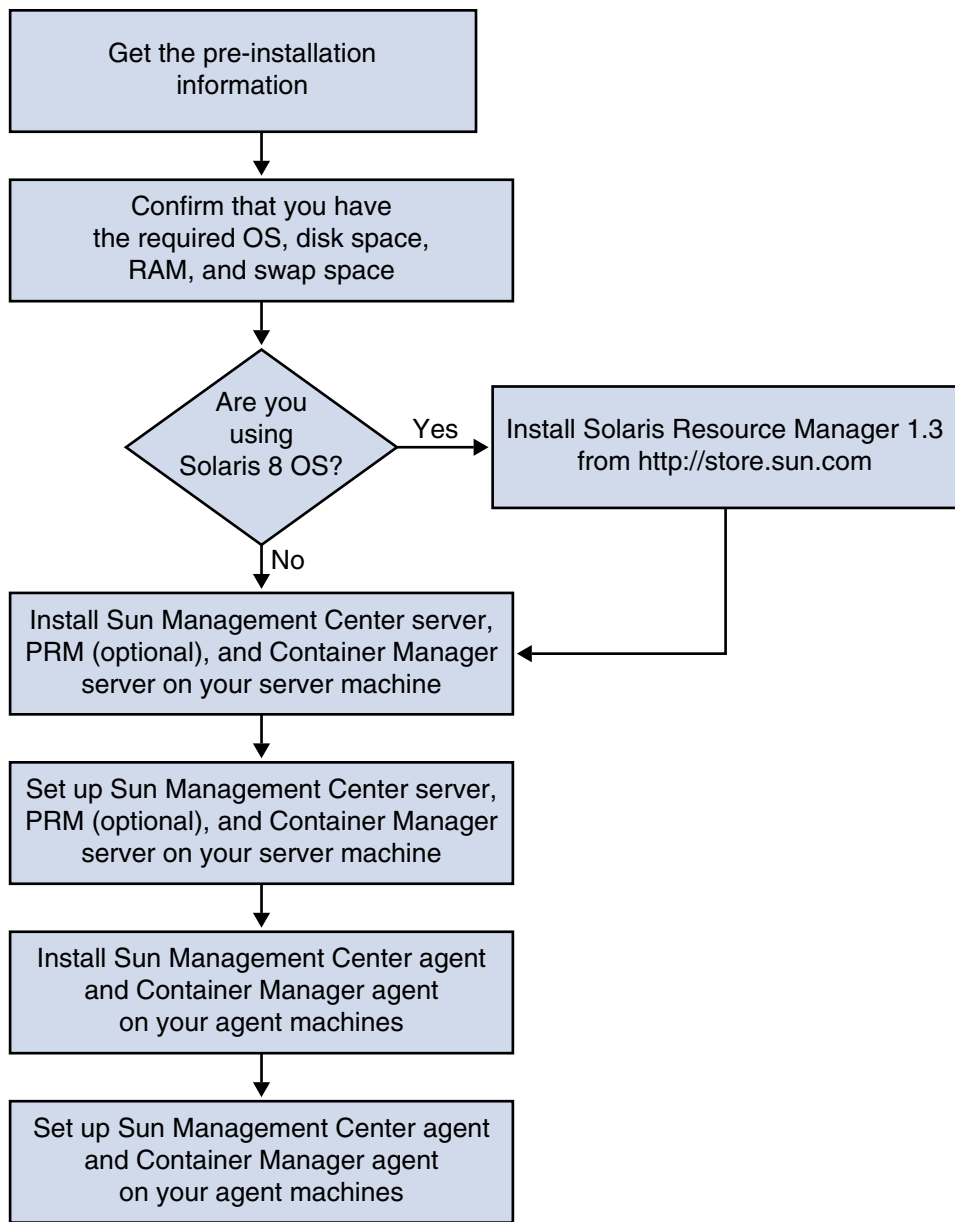 Get the pre-installation
information
Confirm that you have
the required OS, disk space,
RAM, and swap space
Are you
using
Solaris 8 OS?
Yes
Install Solaris Resource Manager 1.3
from http://store.sun.com
No
Install Sun Management Center server,
PRM (optional), and Container Manager
server on your server machine
Set up Sun Management Center server,
PRM (optional), and Container Manager
server on your server machine
Install Sun Management Center agent
and Container Manager agent
on your agent machines
Set up Sun Management Center agent
and Container Manager agent
on your agent machines